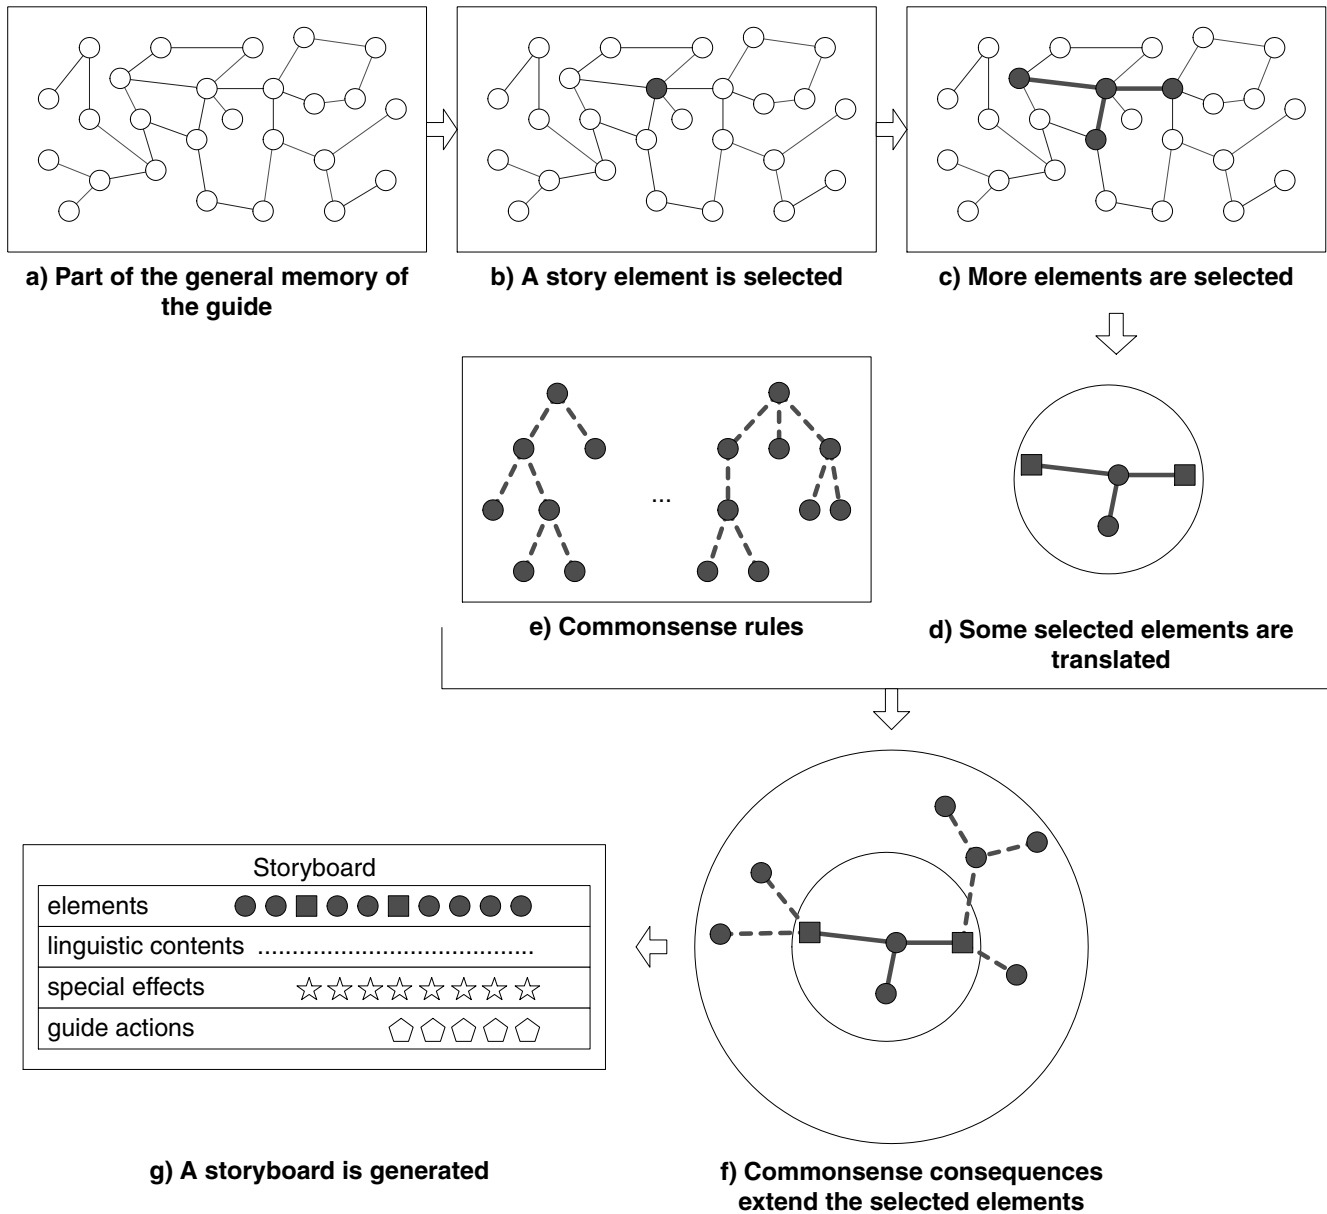 a) Part of the general memory of
the guide
b) A story element is selected
c) More elements are selected
...
e) Commonsense rules
d) Some selected elements are
translated
Storyboard
elements
linguistic contents ........................................
special effects
guide actions
g) A storyboard is generated
f) Commonsense consequences
extend the selected elements